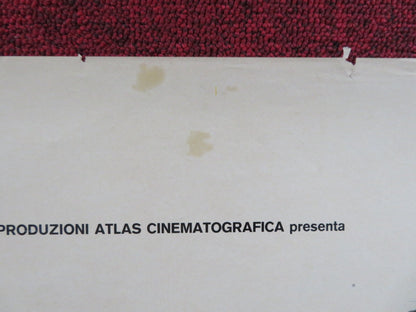 PRODUZIONI ATLAS CINEMATOGRAFICA presenta